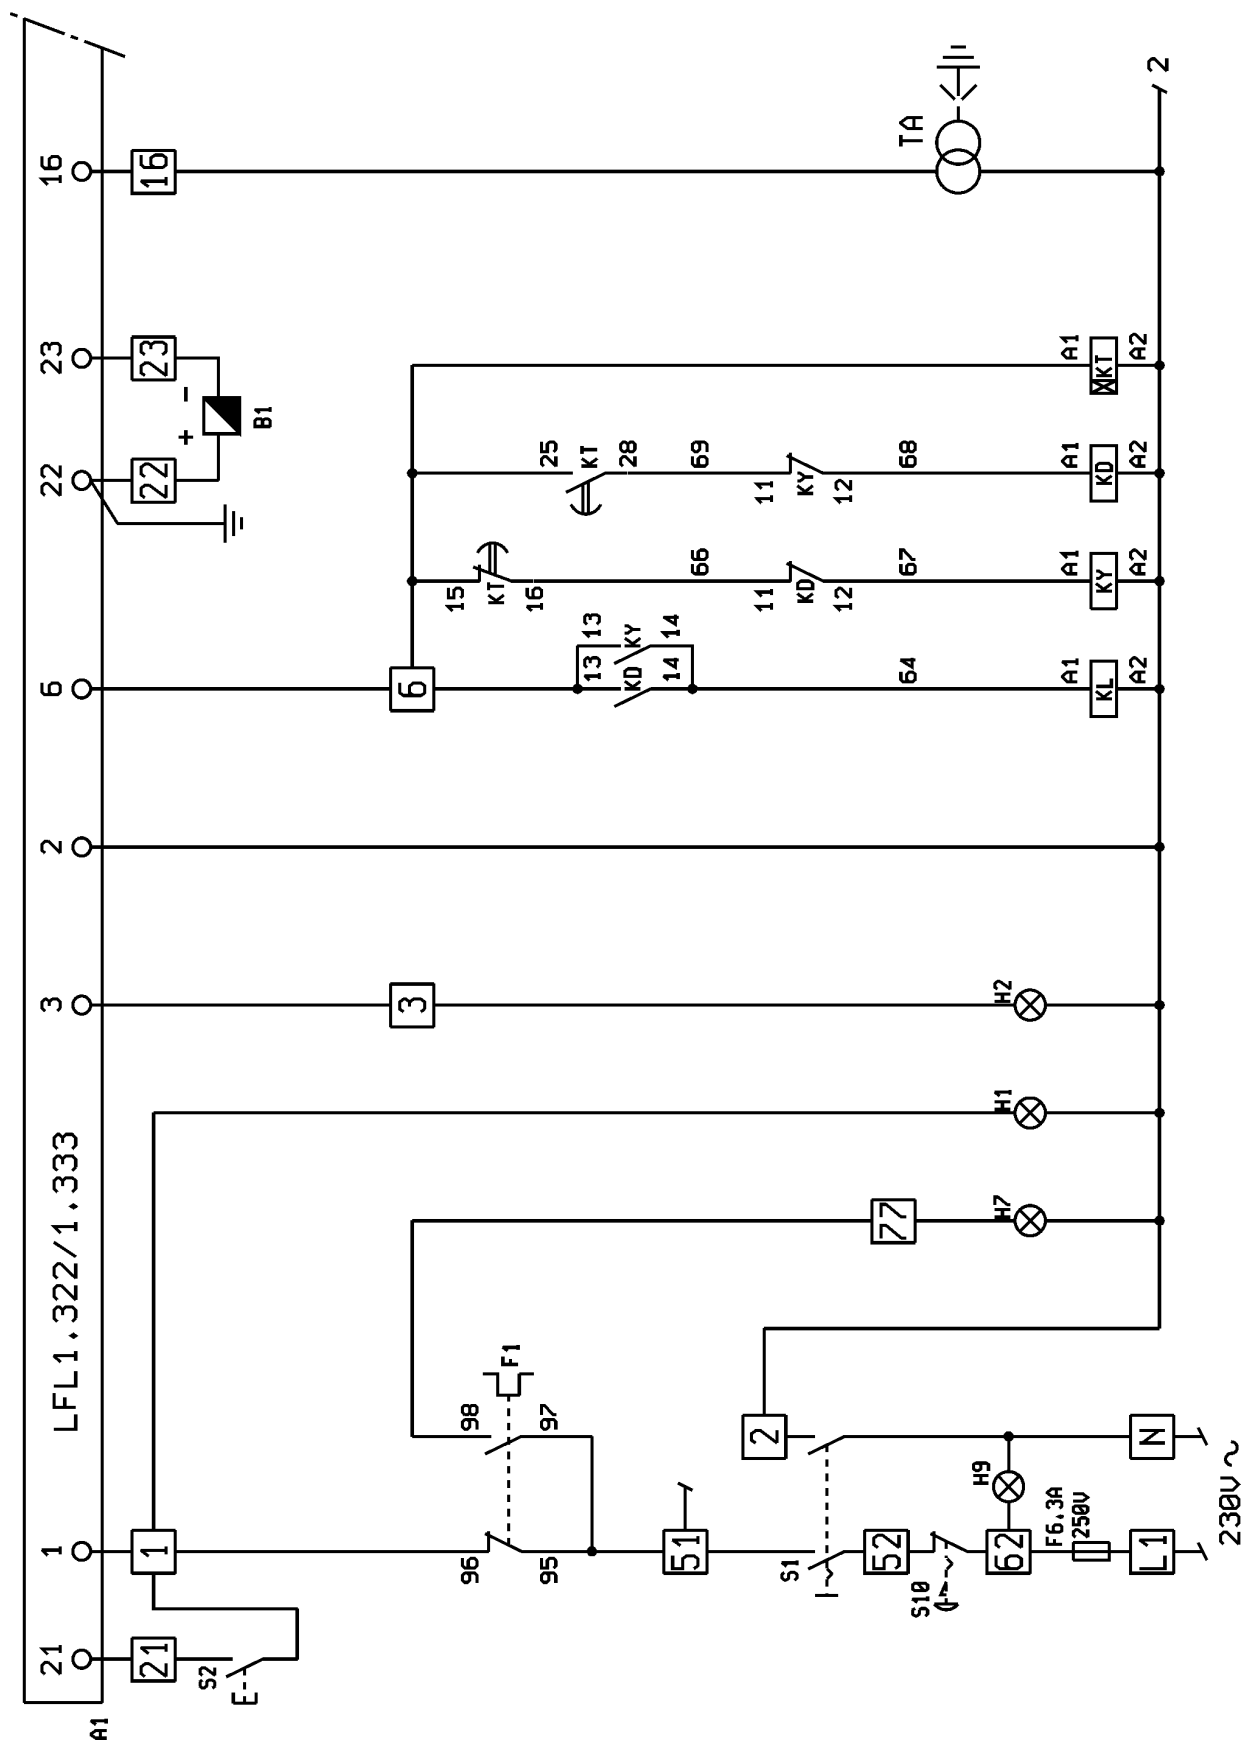 A1
LFL1.322/1.333
21
1
3
2
6
22
23
16
21
1
22
23
16
+
-
B1
S2
3
6
96
98
F1
95
97
15
KT
16
25
KT
28
13
KD
14
13
KY
14
66
69
51
S1
2
77
11
KD
12
11
KY
12
TA
S10
52
64
67
68
62
H9
H7
H1
H2
F6.3A
250V
A1
KL
A2
A1
KY
A2
A1
KD
A2
A1
KT
A2
L1
N
2
230V ~